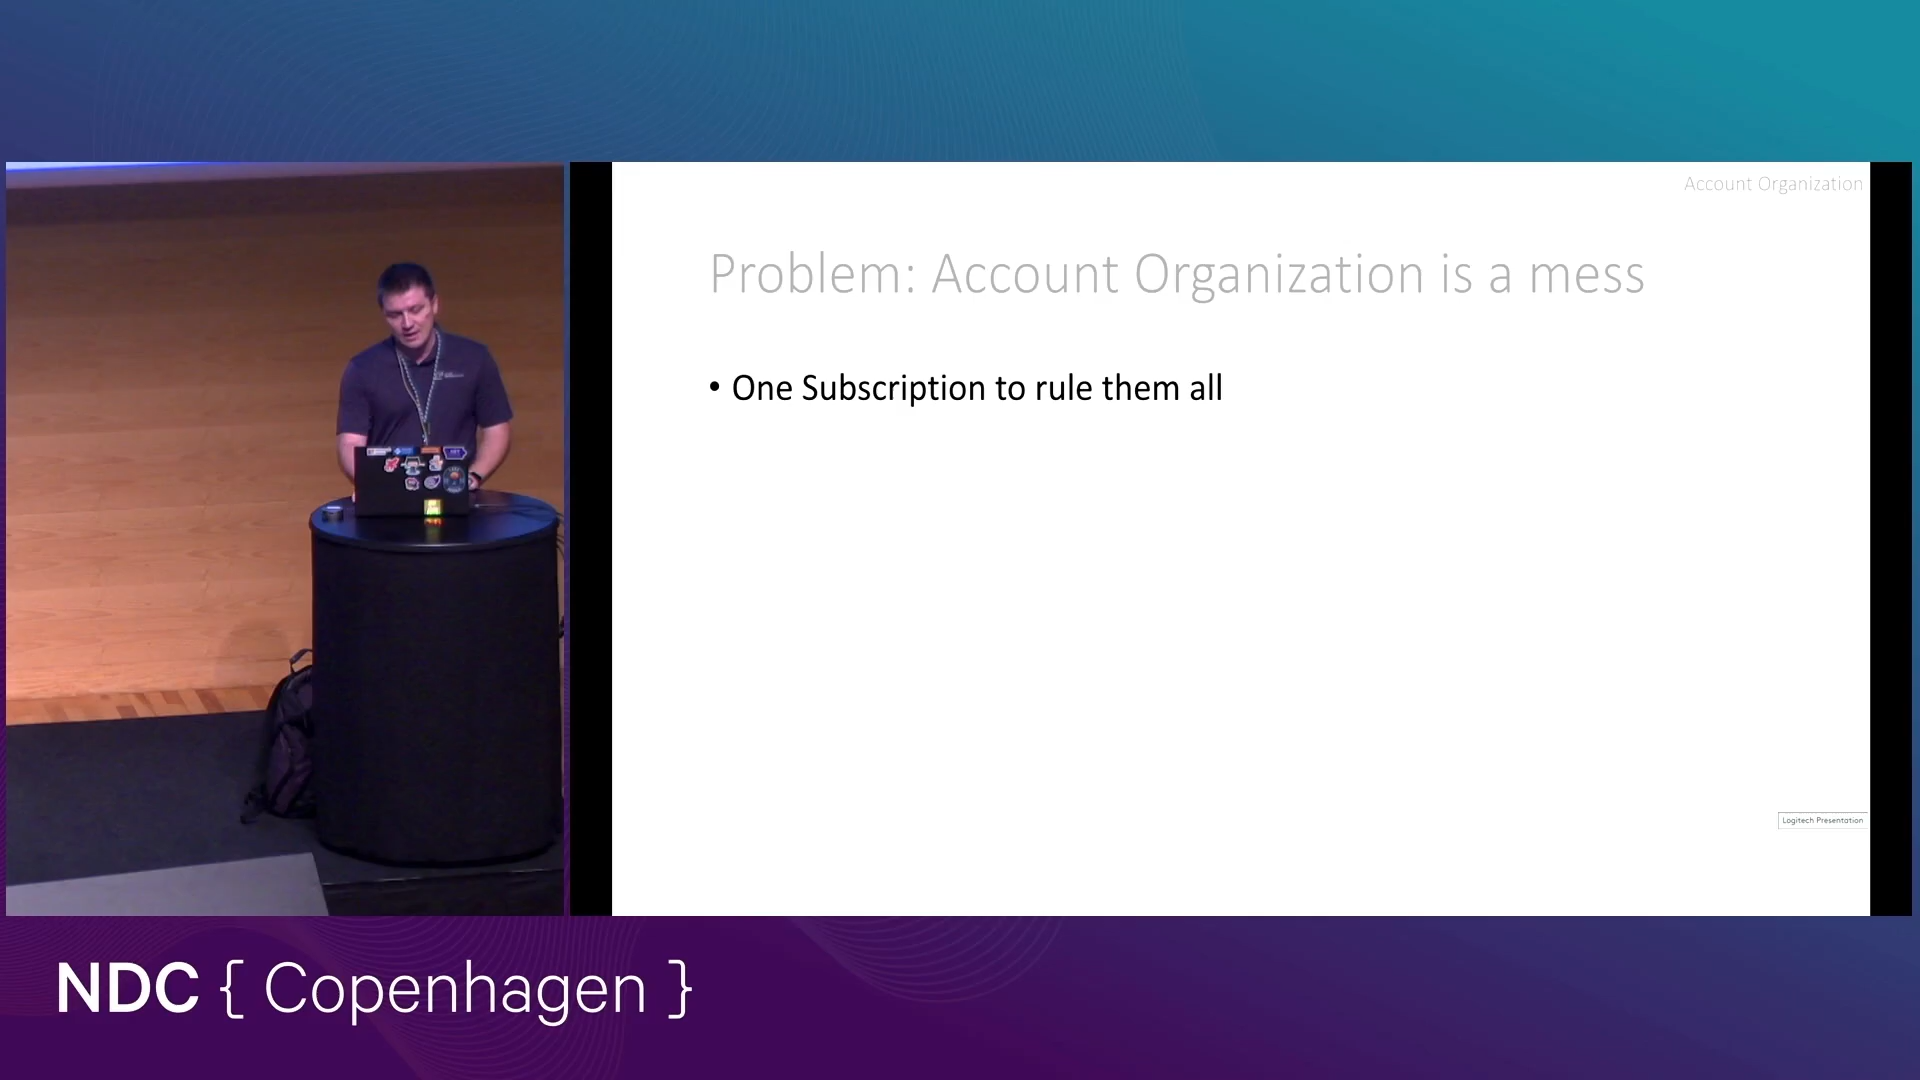 Account Organization
Problem: Account Organization is a mess
• One Subscription to rule them all
Logitech Presentation
NDC { Copenhagen }